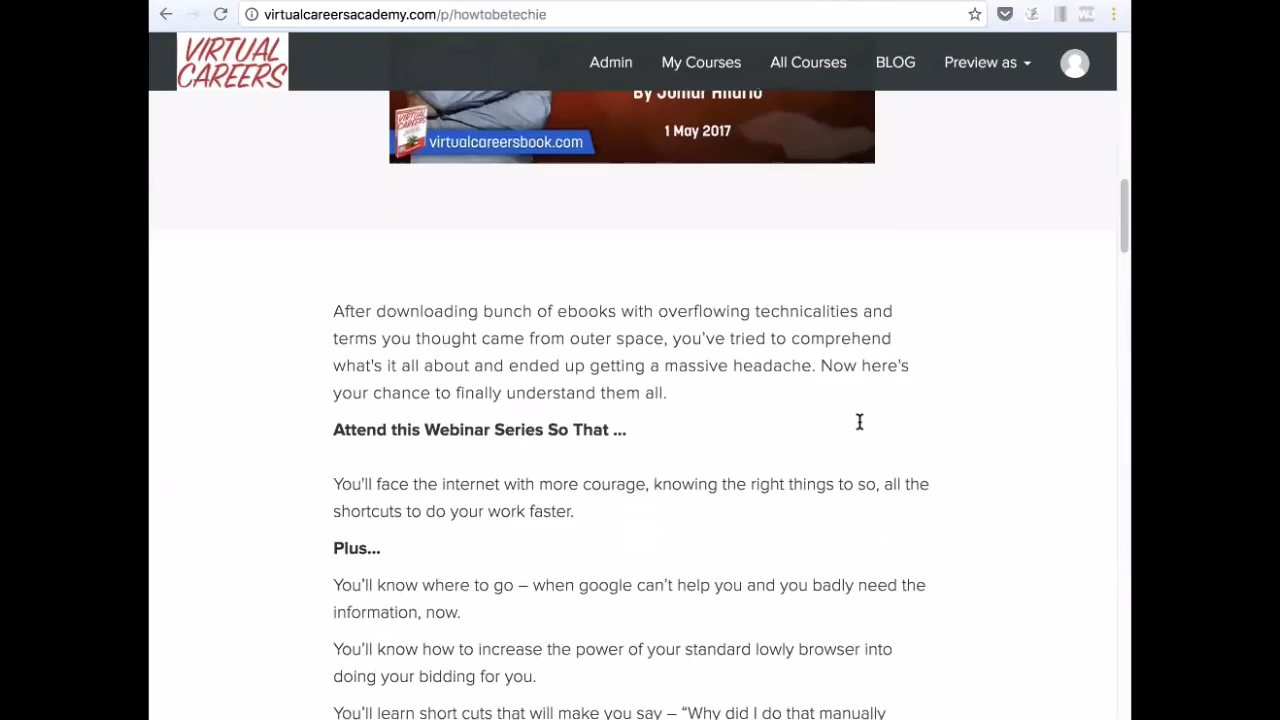 virtualcareersacademy.com/p/howtobetechie
VIRTUAL
CAREERS
Admin
My Courses
All Courses
BLOG
Preview as
By Jomar Hilario
1 May 2017
virtualcareersbook.com
After downloading bunch of ebooks with overflowing technicalities and
terms you thought came from outer space, you've tried to comprehend
what's it all about and ended up getting a massive headache. Now here's
your chance to finally understand them all.
Attend this Webinar Series So That ...
You'll face the internet with more courage, knowing the right things to so, all the
shortcuts to do your work faster.
Plus...
You'll know where to go – when google can't help you and you badly need the
information, now.
You'll know how to increase the power of your standard lowly browser into
doing your bidding for you.
You'll learn short cuts that will make you say – “Why did I do that manually